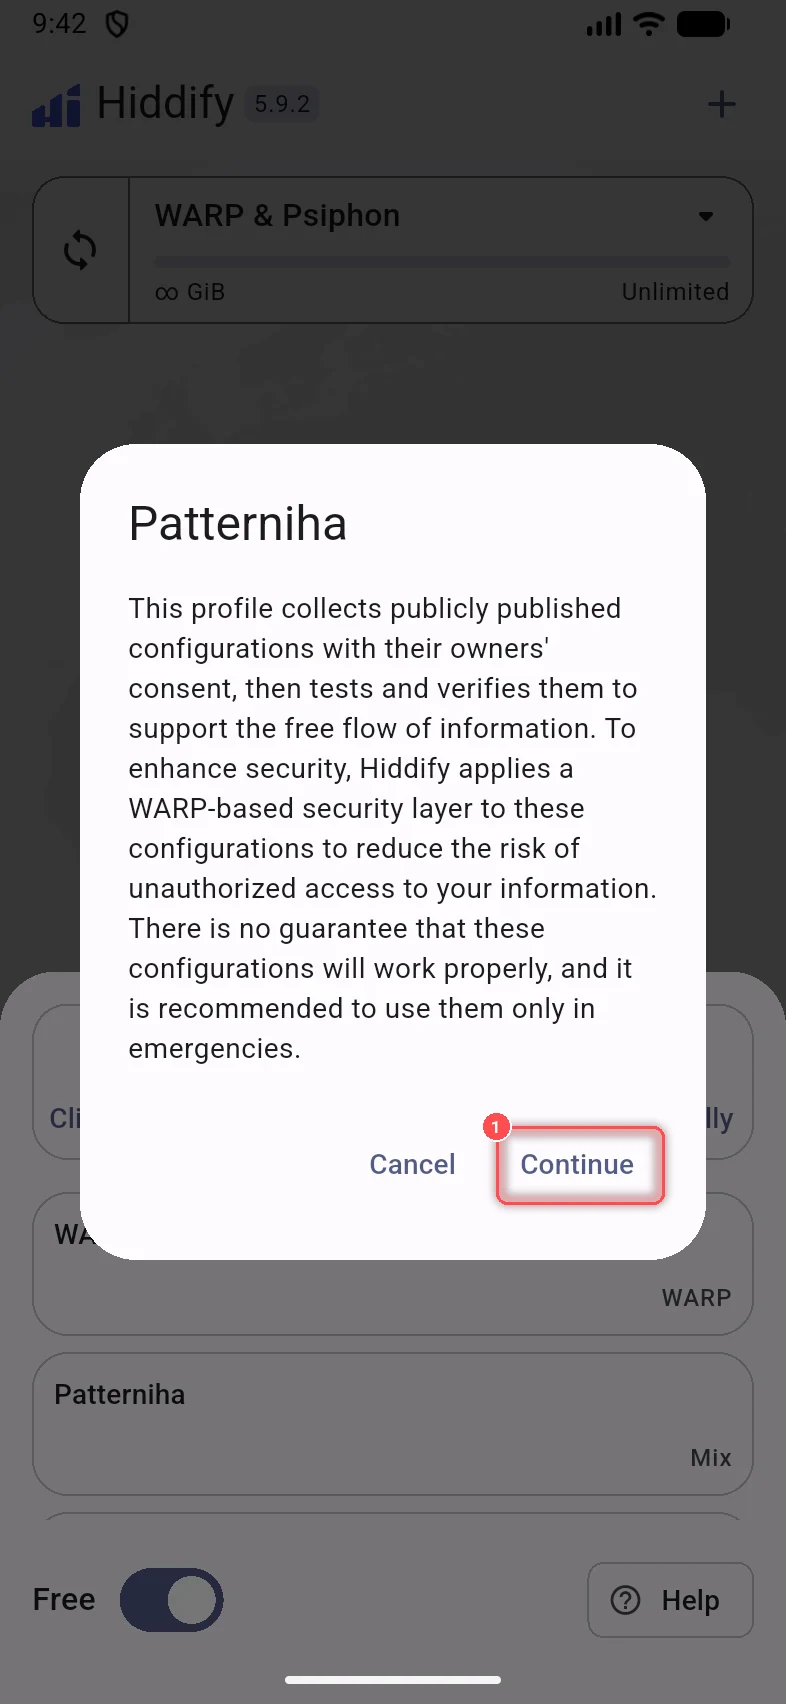 9:42
Hiddify 5.9.2
WARP & Psiphon
∞ GiB Unlimited
Patterniha
This profile collects publicly published
configurations with their owners'
consent, then tests and verifies them to
support the free flow of information. To
enhance security, Hiddify applies a
WARP-based security layer to these
configurations to reduce the risk of
unauthorized access to your information.
There is no guarantee that these
configurations will work properly, and it
is recommended to use them only in
emergencies.
1
Cancel Continue
WARP
Patterniha
Mix
Free Help